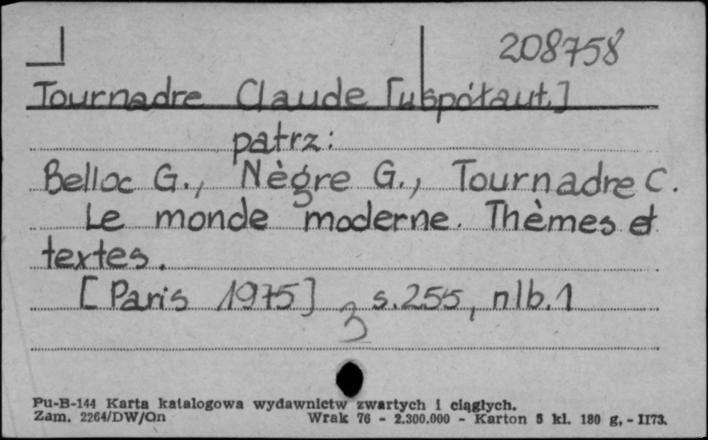 208758
Tournadre Claude [współaut.]
patrz:
Belloc G., Nègre G., Tournadre C.
Le monde moderne. Thèmes et
textes.
[Paris 1975] s. 255, nlb. 1
3
Pu-B-144 Karta katalogowa wydawnictw zwartych i ciągłych.
Zam. 2264/DW/On Wrak 76 - 2.300.000 - Karton 5 kl. 180 g, - II73.